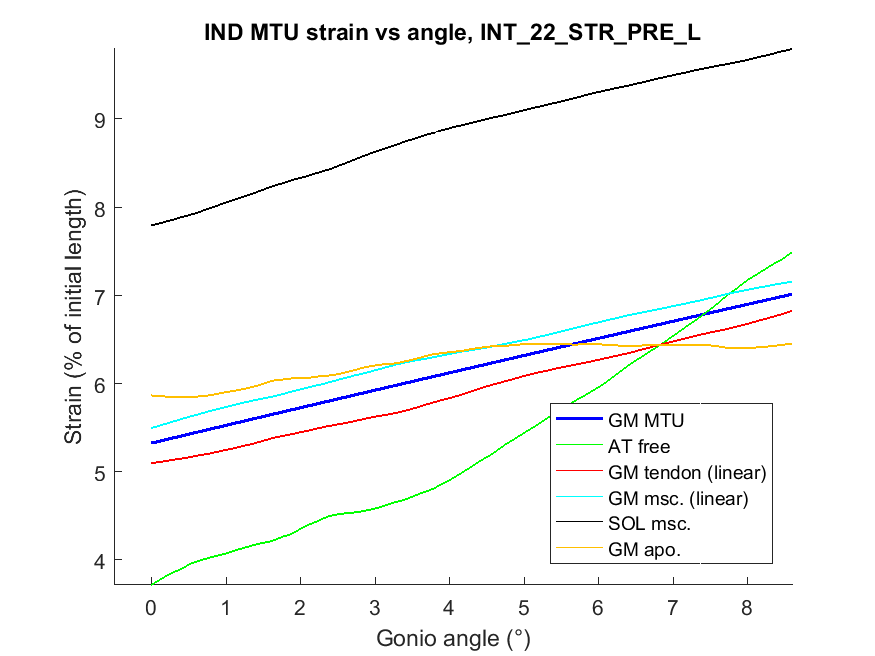 IND MTU strain vs angle, INT_22_STR_PRE_L
Strain (% of initial length)
9
8
7
6
5
4
0 1 2 3 4 5 6 7 8
Gonio angle (°)
GM MTU
AT free
GM tendon (linear)
GM msc. (linear)
SOL msc.
GM apo.